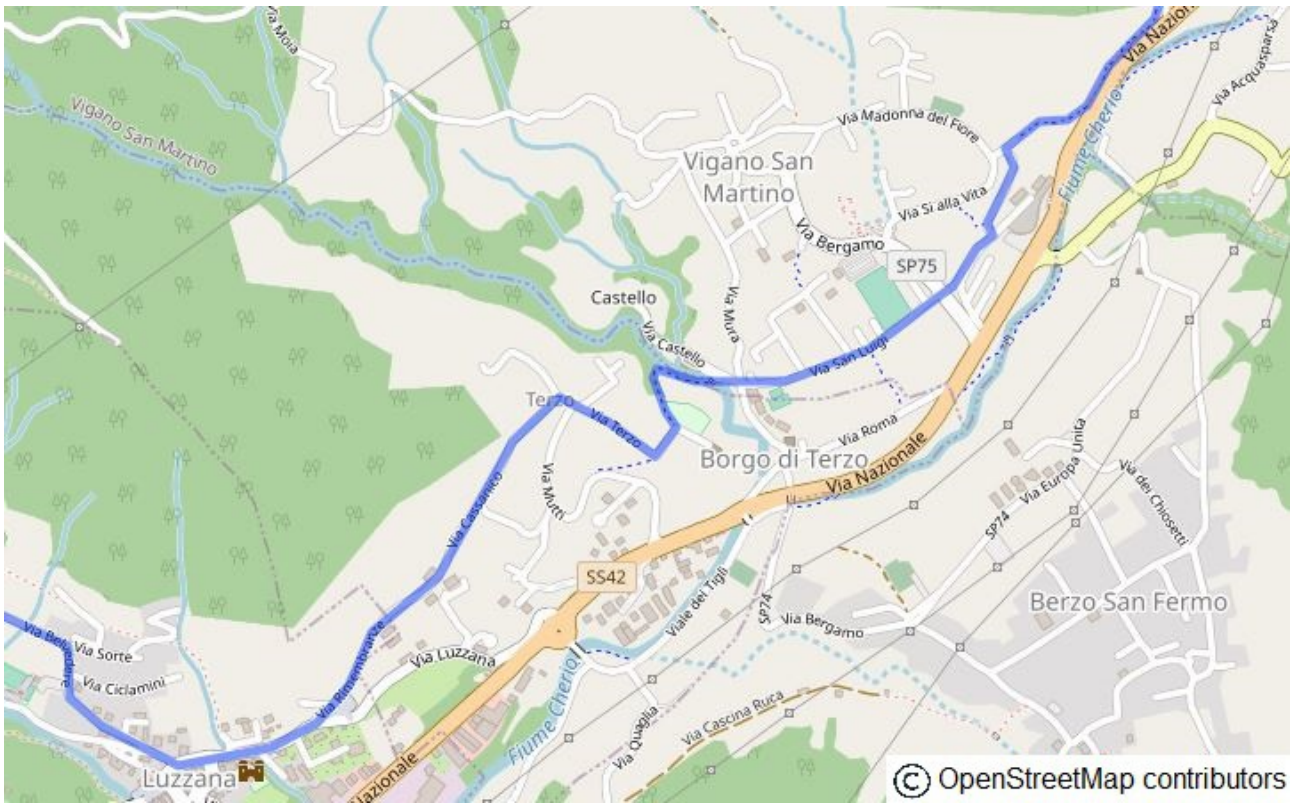 Via Moia
Via Nazionale
Via Acquasparsa
Vigano San Martino
Via Madonna del Fiore
Fiume Cherio
Vigano San
Martino
Via Si alla Vita
Via Bergamo
SP75
Castello
Via Mura
Via Castello
Via San Luigi
Terzo
Via Terzo
Via Roma
Borgo di Terzo
Via Nazionale
Via Europa Unita
Via dei Chiosetti
Via Mutti
Via Cassanico
SP74
SS42
Viale dei Tigli
SP74
Berzo San Fermo
Via Bergamo
Via Belvedere
Via Sorte
Via Rimembranze
Via Luzzana
Via Ciclamini
Fiume Cherio
Via Quaglia
Via Cascina Ruca
Luzzana
Nazionale
© OpenStreetMap contributors